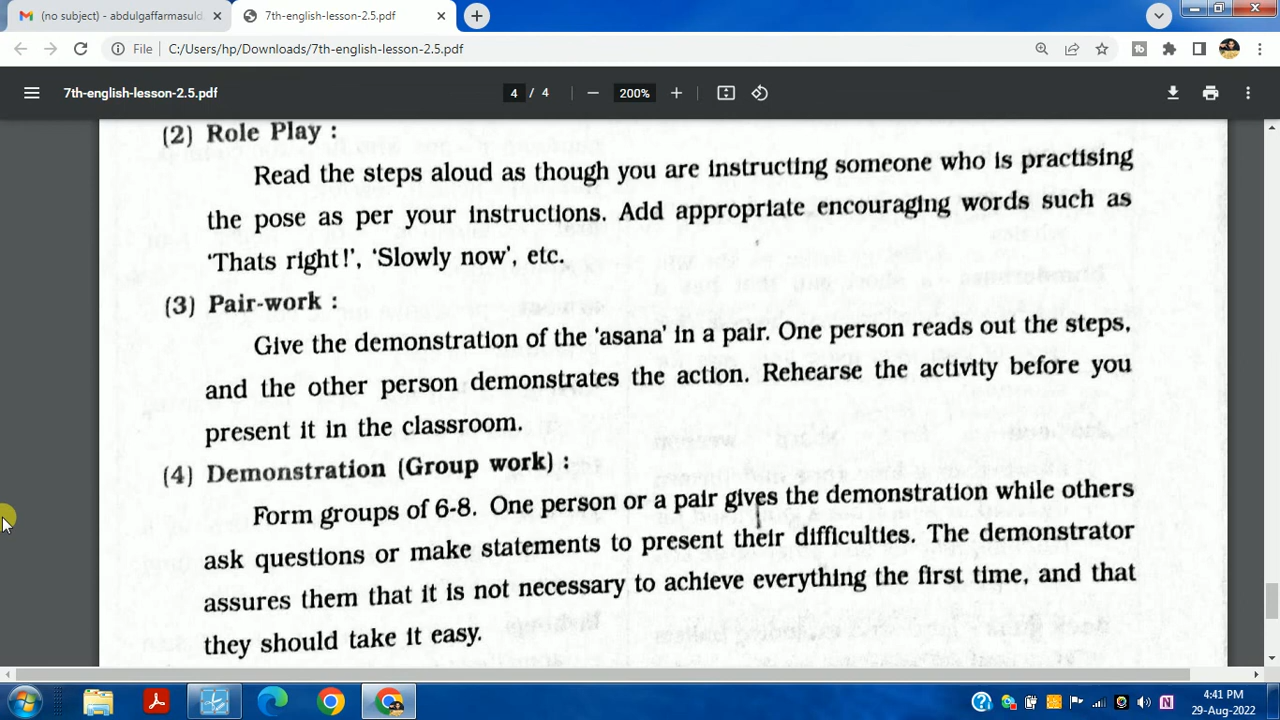 (no subject) - abdulgaffarmasuld
7th-english-lesson-2.5.pdf
File
C:/Users/hp/Downloads/7th-english-lesson-2.5.pdf
7th-english-lesson-2.5.pdf
4 / 4
200%
(2) Role Play :
Read the steps aloud as though you are instructing someone who is practising
the pose as per your instructions. Add appropriate encouraging words such as
‘Thats right!’, ‘Slowly now’, etc.
(3) Pair-work :
Give the demonstration of the ‘asana’ in a pair. One person reads out the steps,
and the other person demonstrates the action. Rehearse the activity before you
present it in the classroom.
(4) Demonstration (Group work) :
Form groups of 6-8. One person or a pair gives the demonstration while others
ask questions or make statements to present their difficulties. The demonstrator
assures them that it is not necessary to achieve everything the first time, and that
they should take it easy.
4:41 PM
29-Aug-2022